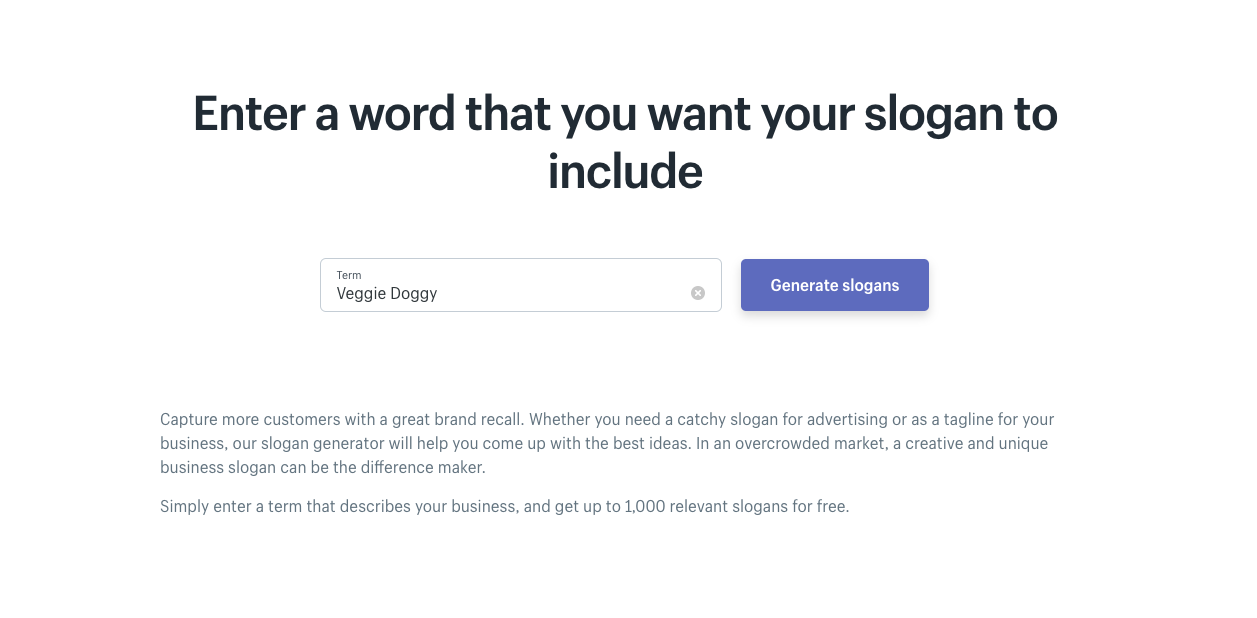 Enter a word that you want your slogan to
include
Term
Veggie Doggy
Generate slogans
Capture more customers with a great brand recall. Whether you need a catchy slogan for advertising or as a tagline for your
business, our slogan generator will help you come up with the best ideas. In an overcrowded market, a creative and unique
business slogan can be the difference maker.
Simply enter a term that describes your business, and get up to 1,000 relevant slogans for free.